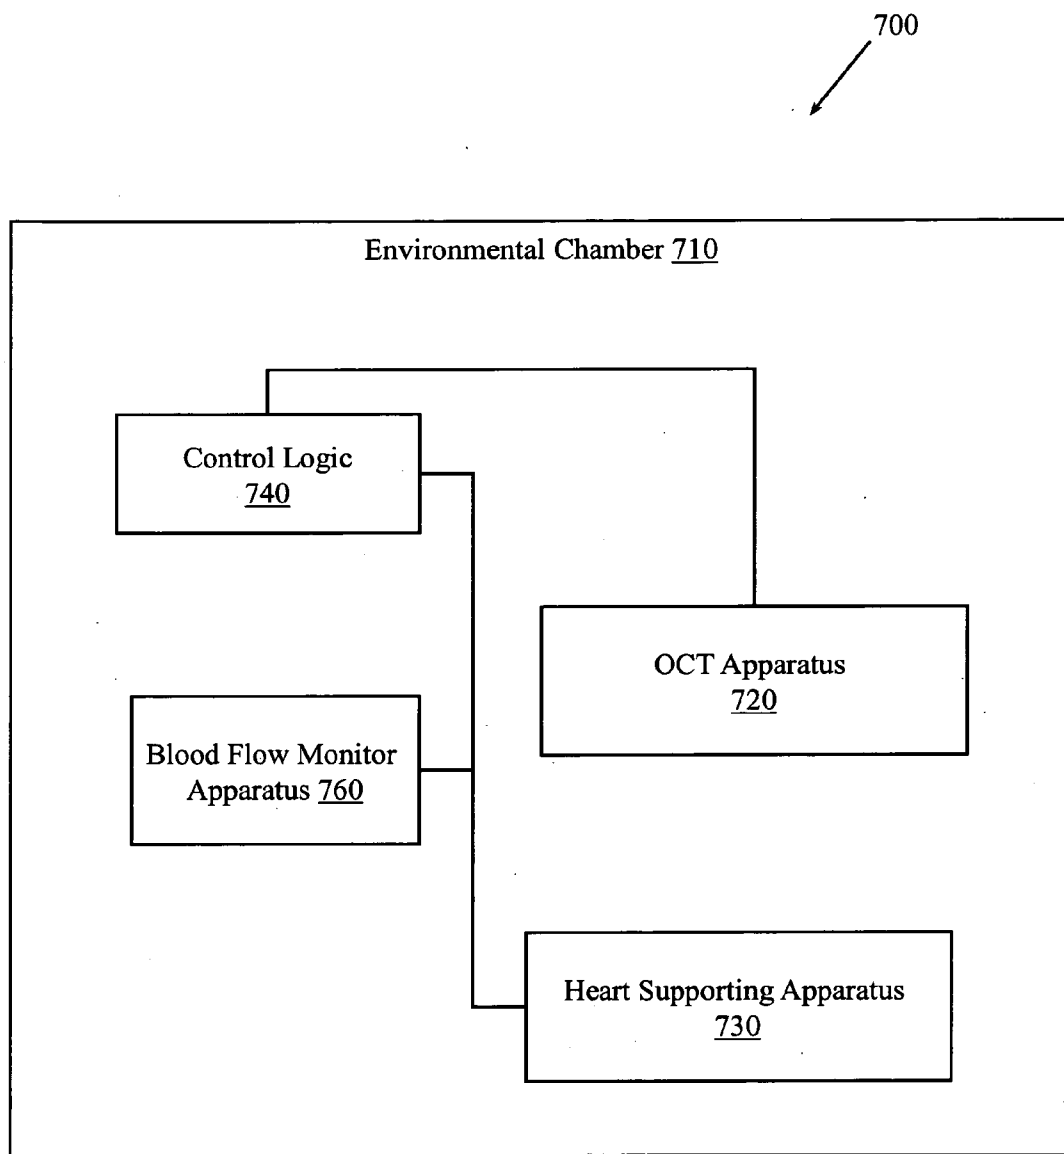 700
Environmental Chamber 710
Control Logic
740
OCT Apparatus
720
Blood Flow Monitor
Apparatus 760
Heart Supporting Apparatus
730